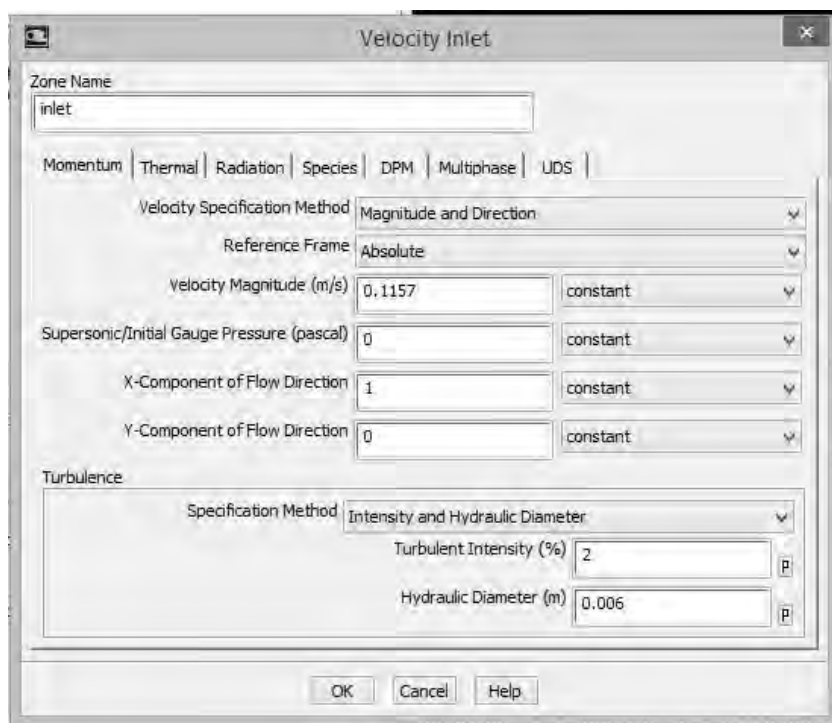 Velocity Inlet
Zone Name
inlet
Momentum Thermal Radiation Species DPM Multiphase UDS
Velocity Specification Method Magnitude and Direction
Reference Frame Absolute
Velocity Magnitude (m/s) 0.1157 constant
Supersonic/Initial Gauge Pressure (pascal) 0 constant
X-Component of Flow Direction 1 constant
Y-Component of Flow Direction 0 constant
Turbulence
Specification Method Intensity and Hydraulic Diameter
Turbulent Intensity (%) 2 P
Hydraulic Diameter (m) 0.006 P
OK Cancel Help